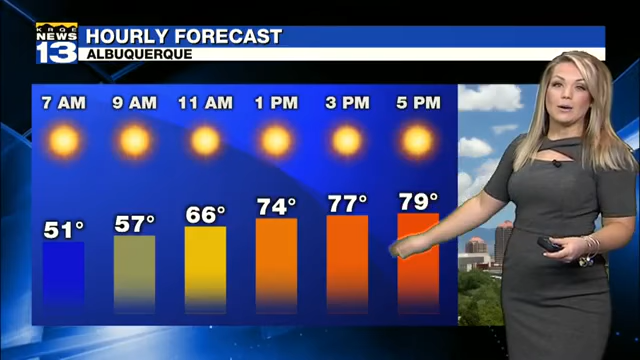 KRQE
NEWS
13
HOURLY FORECAST
ALBUQUERQUE
7 AM 9 AM 11 AM 1 PM 3 PM 5 PM
51° 57° 66° 74° 77° 79°